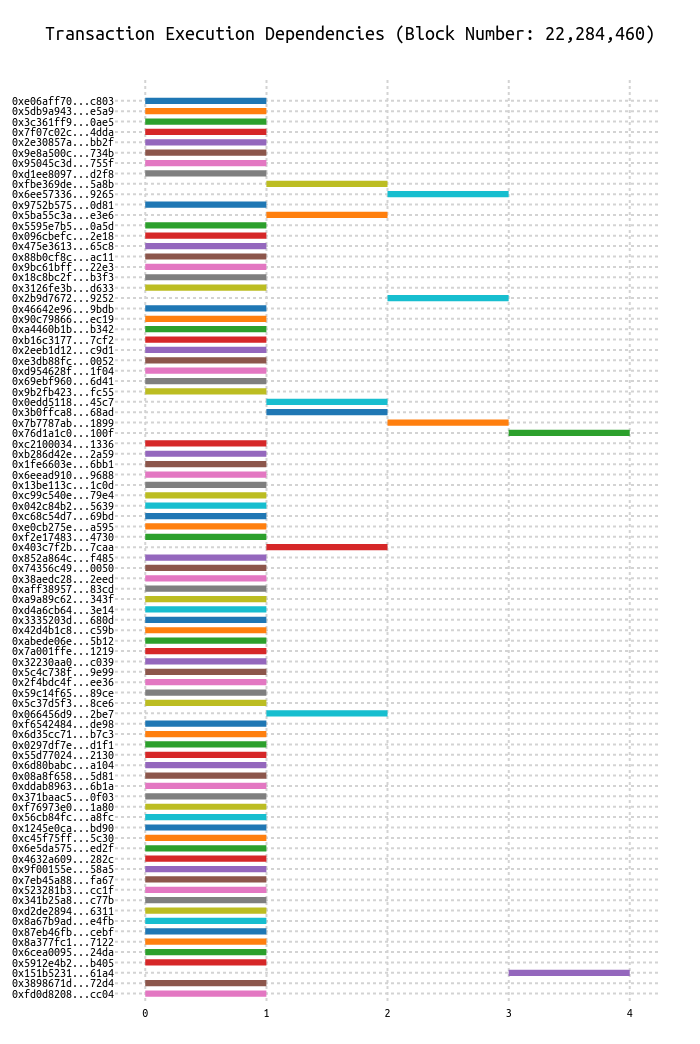 Transaction Execution Dependencies (Block Number: 22,284,460)
0xe06aff70...c803
0x5db9a943...e5a9
0x3c361ff9...0ae5
0x7f07c02c...4dda
0x2e30857a...bb2f
0x9e8a500c...734b
0x95045c3d...755f
0xd1ee8097...d2f8
0xfbe369de...5a8b
0x6ee57336...9265
0x9752b575...0d81
0x5ba55c3a...e3e6
0x5595e7b5...0a5d
0x096cbefc...2e18
0x475e3613...65c8
0x88b0cf8c...ac11
0x9bc61bff...22e3
0x18c8bc2f...b3f3
0x3126fe3b...d633
0x2b9d7672...9252
0x46642e96...9bdb
0x90c79866...ec19
0xa4460b1b...b342
0xb16c3177...7cf2
0x2eeb1d12...c9d1
0xe3db88fc...0052
0xd954628f...1f04
0x69ebf960...6d41
0x9b2fb423...fc55
0x0edd5118...45c7
0x3b0ffca8...68ad
0x7b7787ab...1899
0x76d1a1c0...100f
0xc2100034...1336
0xb286d42e...2a59
0x1fe6603e...6bb1
0x6eead910...9688
0x13be113c...1c0d
0xc99c540e...79e4
0x042c84b2...5639
0xc68c54d7...69bd
0xe0cb275e...a595
0xf2e17483...4730
0x403c7f2b...7caa
0x852a864c...f485
0x74356c49...0050
0x38aedc28...2eed
0xaff38957...83cd
0xa9a89c62...343f
0xd4a6cb64...3e14
0x3335203d...680d
0x42d4b1c8...c59b
0xabede06e...5b12
0x7a001ffe...1219
0x32230aa0...c039
0x5c4c738f...9e99
0x2f4bdc4f...ee36
0x59c14f65...89ce
0x5c37d5f3...8ce6
0x066456d9...2be7
0xf6542484...de98
0x6d35cc71...b7c3
0x0297df7e...d1f1
0x55d77024...2130
0x6d80babc...a104
0x08a8f658...5d81
0xddab8963...6b1a
0x371baac5...0f03
0xf76973e0...1a80
0x56cb84fc...a8fc
0x1245e0ca...bd90
0xc45f75ff...5c30
0x6e5da575...ed2f
0x4632a609...282c
0x9f00155e...58a5
0x7eb45a88...fa67
0x523281b3...cc1f
0x341b25a8...c77b
0xd2de2894...6311
0x8a67b9ad...e4fb
0x87eb46fb...cebf
0x8a377fc1...7122
0x6cea0095...24da
0x5912e4b2...b405
0x151b5231...61a4
0x3898671d...72d4
0xfd0d8208...cc04
0 1 2 3 4